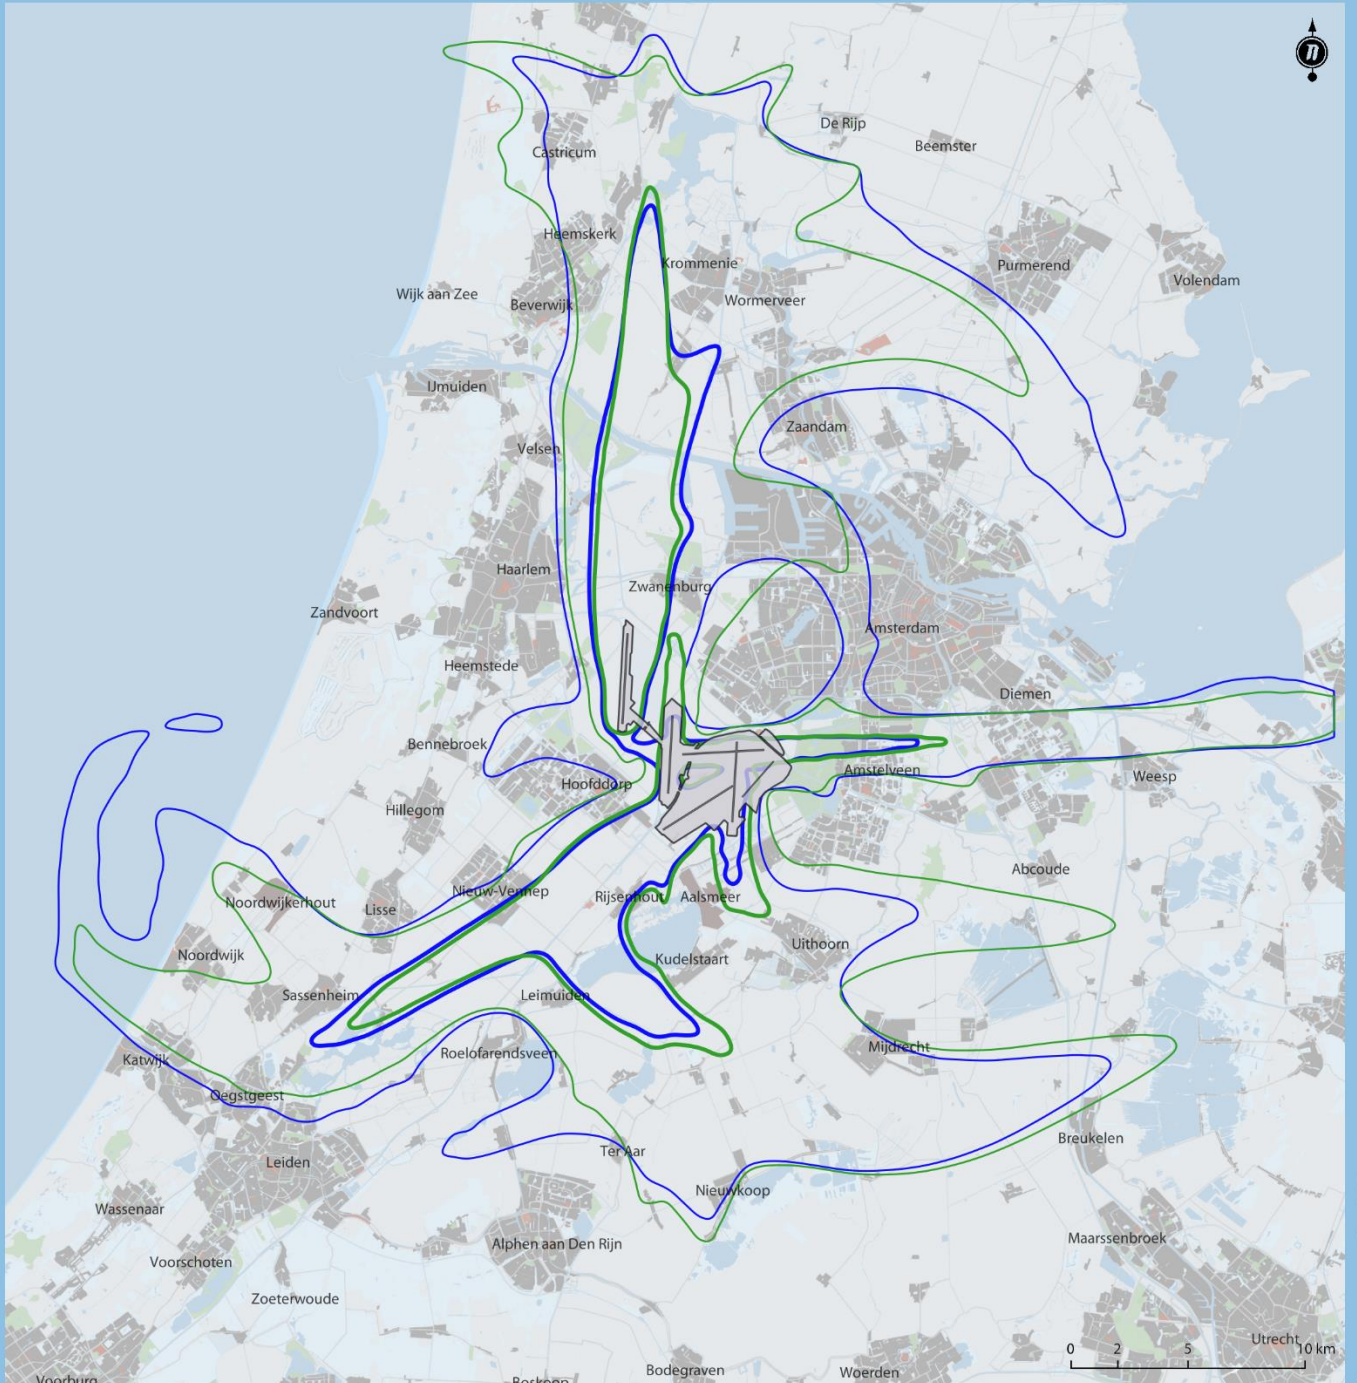 n
De Rijp
Beemster
Castricum
Heemskerk
Krommenie
Purmerend
Volendam
Wijk aan Zee
Beverwijk
Wormerveer
IJmuiden
Zaandam
Velsen
Haarlem
Zwanenburg
Zandvoort
Amsterdam
Heemstede
Diemen
Bennebroek
Amstelveen
Weesp
Hoofddorp
Hillegom
Abcoude
Nieuw-Vennep
Rijsenhout
Aalsmeer
Noordwijkerhout
Lisse
Uithoorn
Noordwijk
Kudelstaart
Sassenheim
Leimuiden
Mijdrecht
Roelofarendsveen
Katwijk
Oegstgeest
Breukelen
Ter Aar
Leiden
Nieuwkoop
Wassenaar
Maarssenbroek
Alphen aan Den Rijn
Voorschoten
Zoeterwoude
Utrecht
0 2 5 10 km
Bodegraven
Woerden
Voorburg
Boskoop